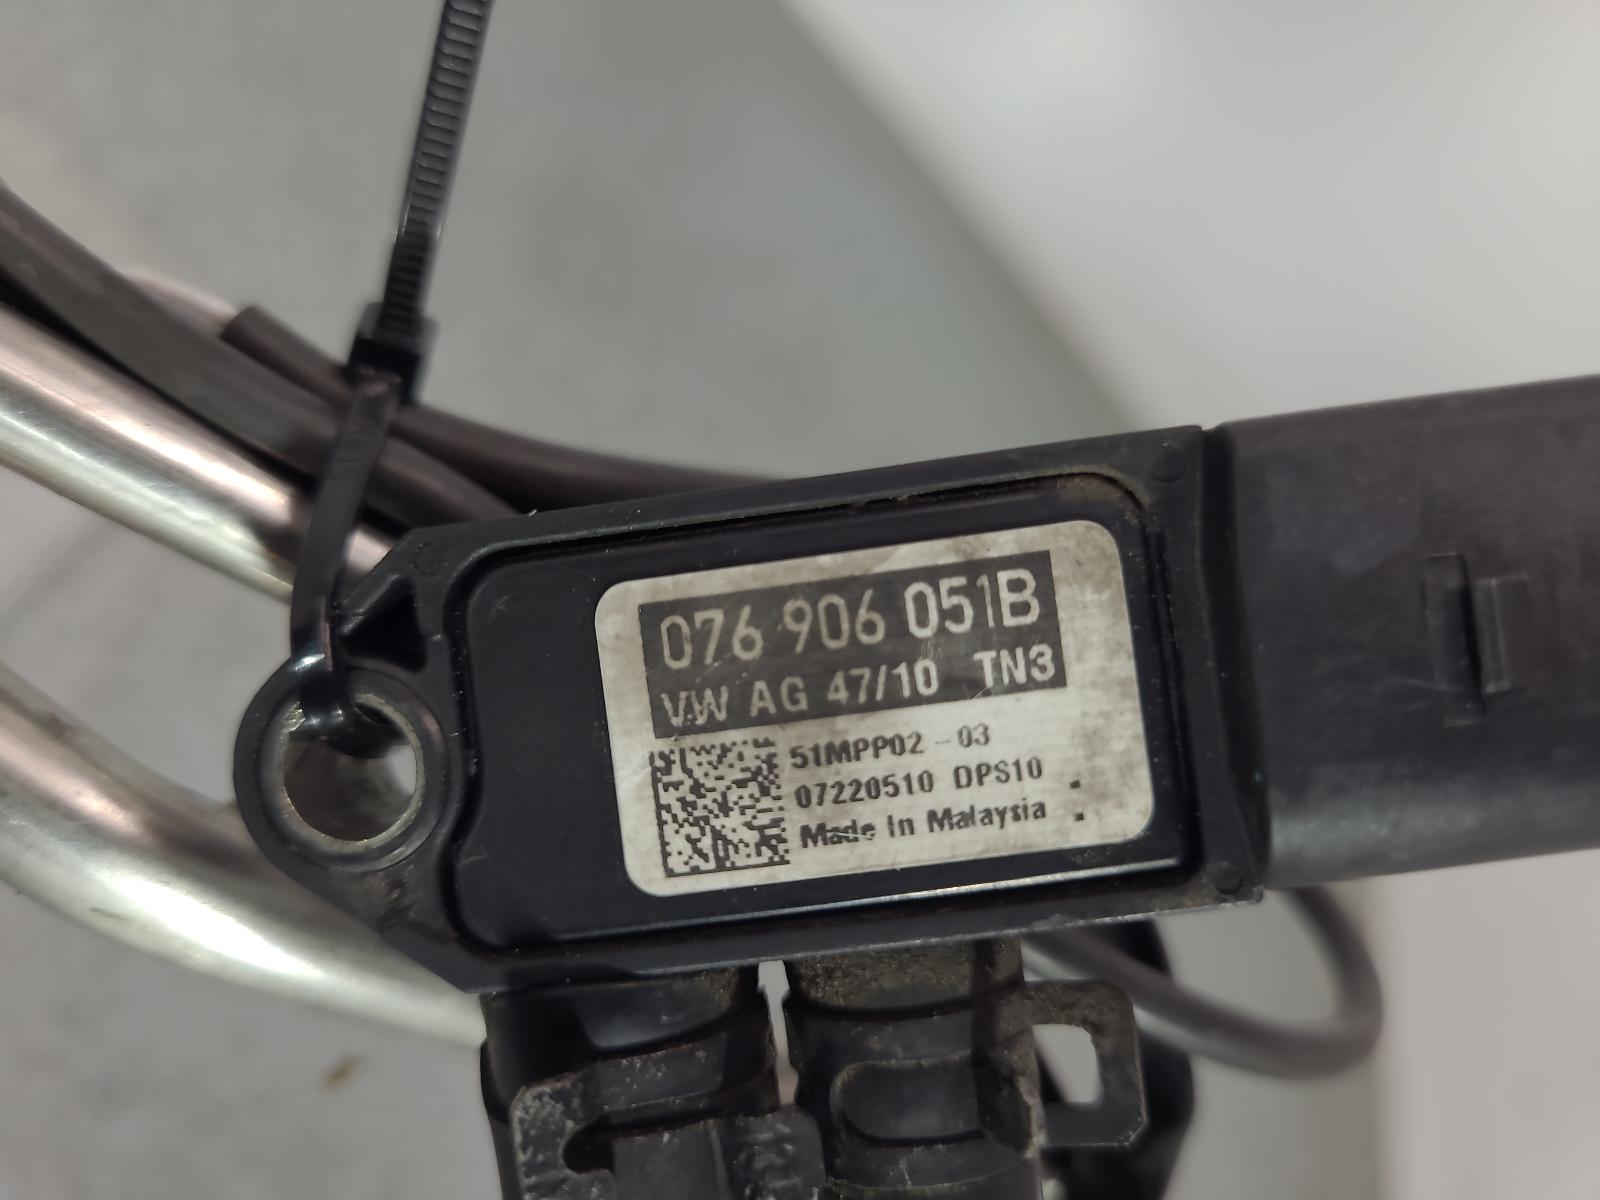 076 906 051B
VW AG 47/10 TN3
51MPP02-03
07220510 DPS10
Made In Malaysia